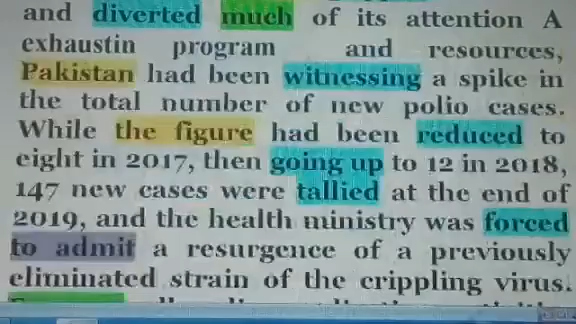 and diverted much of its attention A
exhaustin program and resources,
Pakistan had been witnessing a spike in
the total number of new polio cases.
While the figure had been reduced to
eight in 2017, then going up to 12 in 2018,
147 new cases were tallied at the end of
2019, and the health ministry was forced
to admit a resurgence of a previously
eliminated strain of the crippling virus.